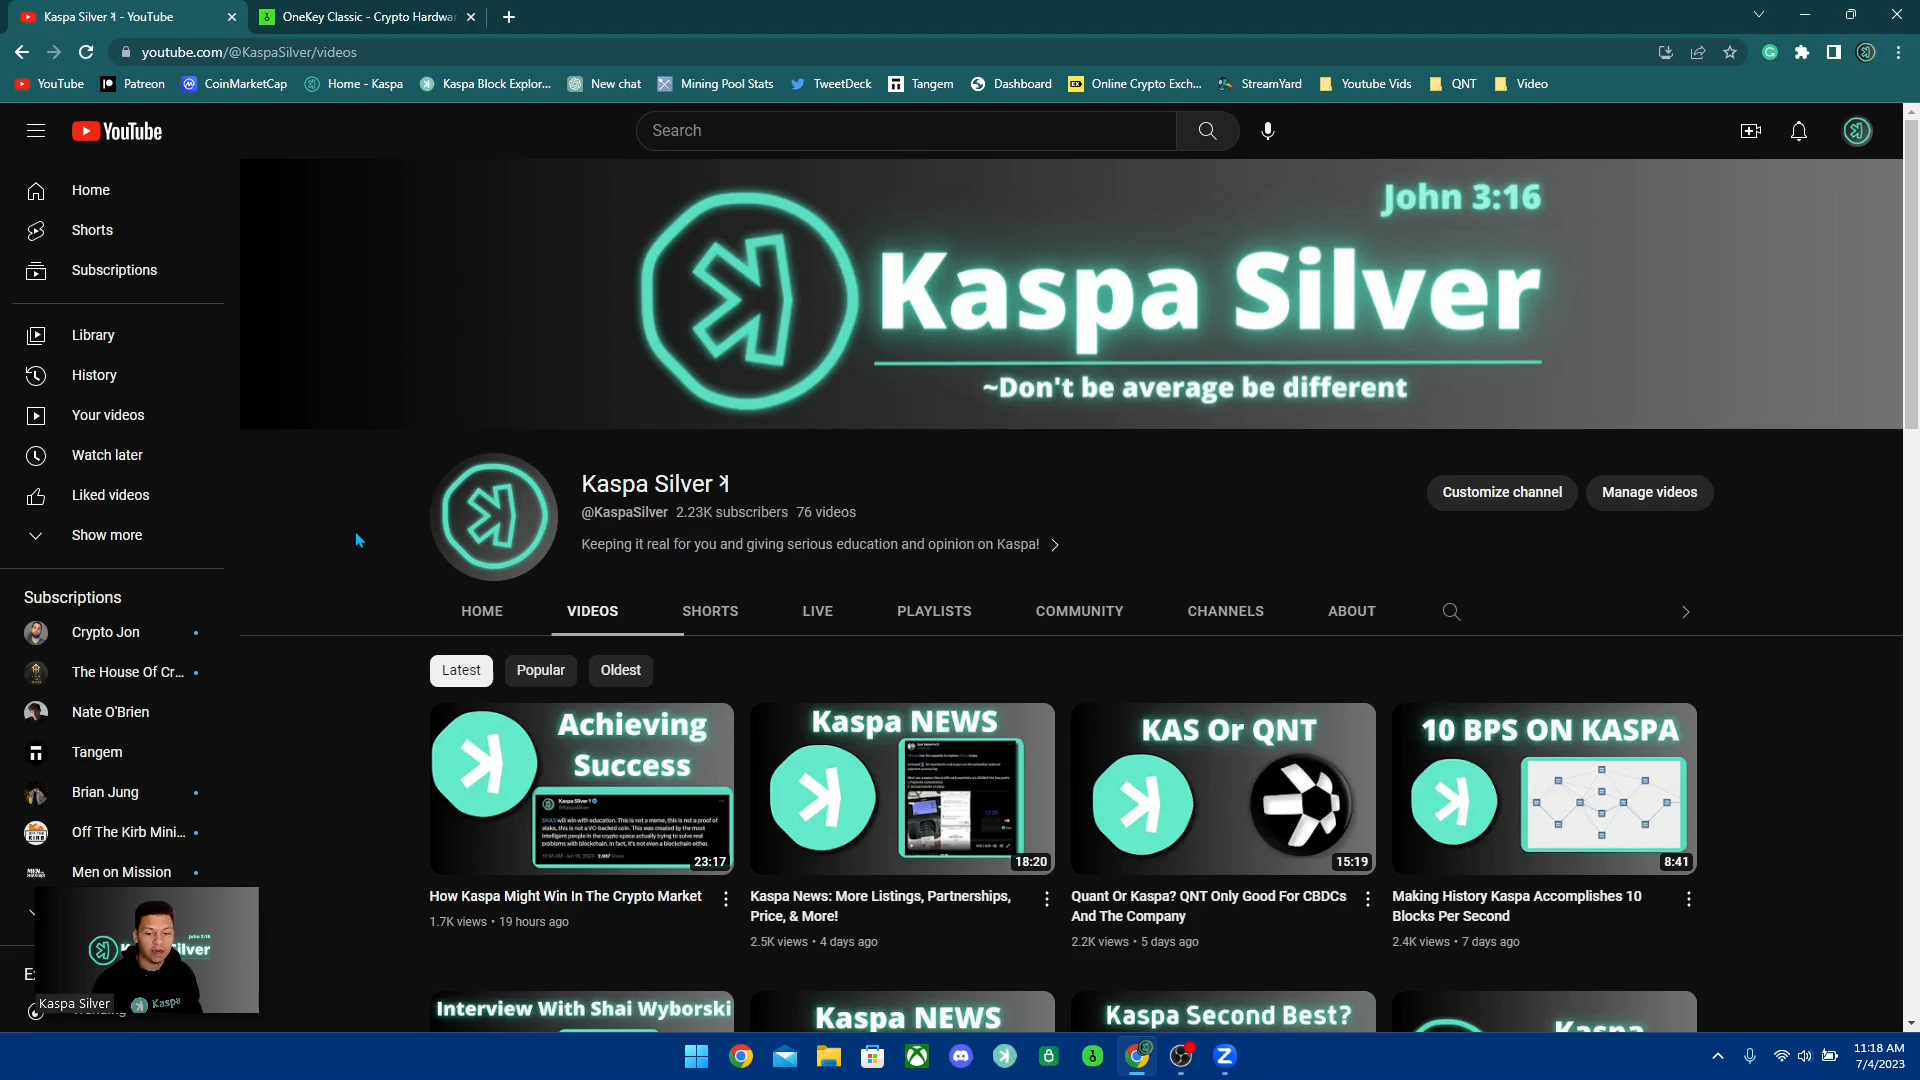 Kaspa Silver ꓘ - YouTube
OneKey Classic - Crypto Hardwar
youtube.com/@KaspaSilver/videos
YouTube
Patreon
CoinMarketCap
Home - Kaspa
Kaspa Block Explor...
New chat
Mining Pool Stats
TweetDeck
Tangem
Dashboard
Online Crypto Exch...
StreamYard
Youtube Vids
QNT
Video
YouTube
Search
Home
Shorts
Subscriptions
Library
History
Your videos
Watch later
Liked videos
Show more
Subscriptions
Crypto Jon
The House Of Cr...
Nate O'Brien
Tangem
Brian Jung
Off The Kirb Mini...
Men on Mission
John 3:16
Kaspa Silver
~Don't be average be different
Kaspa Silver ꓘ
@KaspaSilver 2.23K subscribers 76 videos
Keeping it real for you and giving serious education and opinion on Kaspa!
Customize channel
Manage videos
HOME
VIDEOS
SHORTS
LIVE
PLAYLISTS
COMMUNITY
CHANNELS
ABOUT
Latest
Popular
Oldest
Achieving
Success
23:17
How Kaspa Might Win In The Crypto Market
1.7K views • 19 hours ago
Kaspa NEWS
18:20
Kaspa News: More Listings, Partnerships,
Price, & More!
2.5K views • 4 days ago
KAS Or QNT
15:19
Quant Or Kaspa? QNT Only Good For CBDCs
And The Company
2.2K views • 5 days ago
10 BPS ON KASPA
8:41
Making History Kaspa Accomplishes 10
Blocks Per Second
2.4K views • 7 days ago
Interview With Shai Wyborski
Kaspa NEWS
Kaspa Second Best?
Kaspa
John 3:16
Kaspa
Kaspa Silver
11:18 AM
7/4/2023